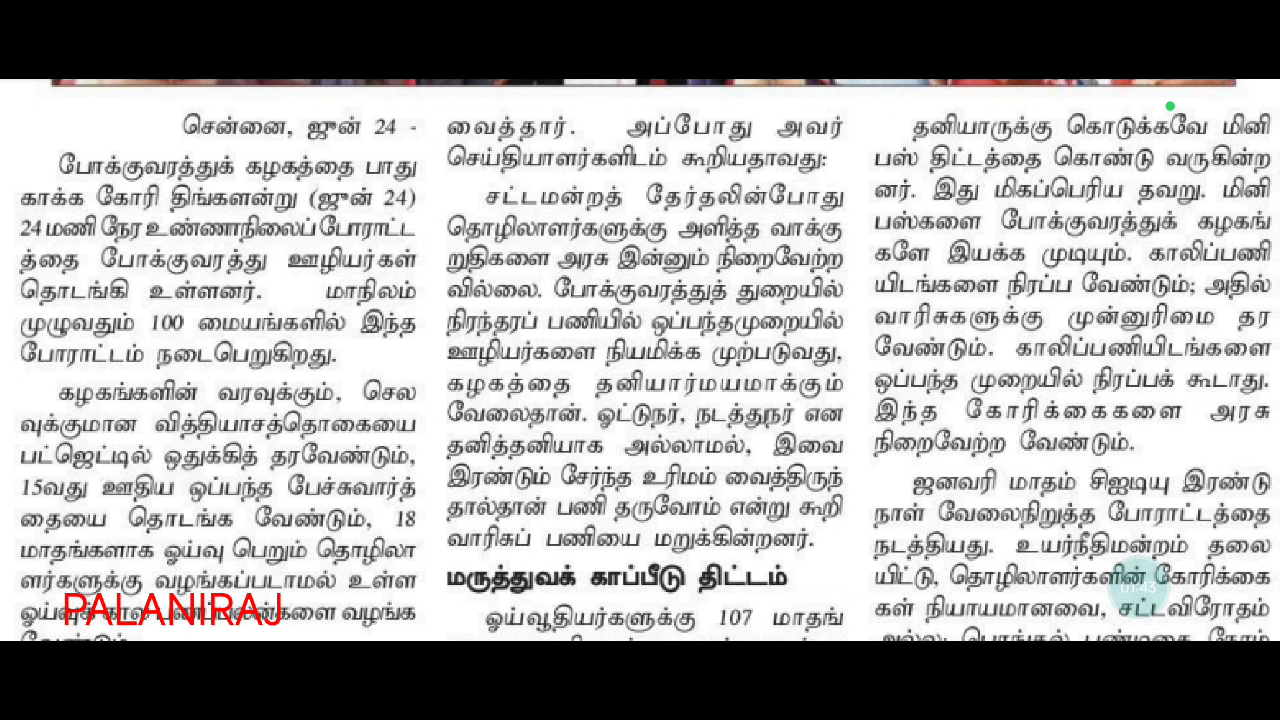 சென்னை, ஜுன் 24 -
போக்குவரத்துக் கழகத்தை பாது
காக்க கோரி திங்களன்று (ஜுன் 24)
24 மணி நேர உண்ணாநிலைப் போராட்ட
த்தை போக்குவரத்து ஊழியர்கள்
தொடங்கி உள்ளனர். மாநிலம்
முழுவதும் 100 மையங்களில் இந்த
போராட்டம் நடைபெறுகிறது.
கழகங்களின் வரவுக்கும், செல
வுக்குமான வித்தியாசத்தொகையை
பட்ஜெட்டில் ஒதுக்கித் தரவேண்டும்,
15வது ஊதிய ஒப்பந்த பேச்சுவார்த்
தையை தொடங்க வேண்டும், 18
மாதங்களாக ஓய்வு பெறும் தொழிலா
ளர்களுக்கு வழங்கப்படாமல் உள்ள
வழங்க
PALANIRAJ
வைத்தார். அப்போது அவர்
செய்தியாளர்களிடம் கூறியதாவது:
சட்டமன்றத் தேர்தலின்போது
தொழிலாளர்களுக்கு அளித்த வாக்கு
றுதிகளை அரசு இன்னும் நிறைவேற்ற
வில்லை. போக்குவரத்துத் துறையில்
நிரந்தரப் பணியில் ஒப்பந்தமுறையில்
ஊழியர்களை நியமிக்க முற்படுவது,
கழகத்தை தனியார்மயமாக்கும்
வேலைதான். ஓட்டுநர், நடத்துநர் என
தனித்தனியாக அல்லாமல், இவை
இரண்டும் சேர்ந்த உரிமம் வைத்திருந்
தால்தான் பணி தருவோம் என்று கூறி
வாரிசுப் பணியை மறுக்கின்றனர்.
மருத்துவக் காப்பீடு திட்டம்
ஓய்வூதியர்களுக்கு 107 மாதங்
தனியாருக்கு கொடுக்கவே மினி
பஸ் திட்டத்தை கொண்டு வருகின்ற
னர். இது மிகப்பெரிய தவறு. மினி
பஸ்களை போக்குவரத்துக் கழகங்
களே இயக்க முடியும். காலிப்பணி
யிடங்களை நிரப்ப வேண்டும்; அதில்
வாரிசுகளுக்கு முன்னுரிமை தர
வேண்டும். காலிப்பணியிடங்களை
ஒப்பந்த முறையில் நிரப்பக் கூடாது.
இந்த கோரிக்கைகளை அரசு
நிறைவேற்ற வேண்டும்.
ஜனவரி மாதம் சிஐடியு இரண்டு
நாள் வேலைநிறுத்த போராட்டத்தை
நடத்தியது. உயர்நீதிமன்றம் தலை
யிட்டு, தொழிலாளர்களின் கோரிக்கை
கள் நியாயமானவை, சட்டவிரோதம்
01:43